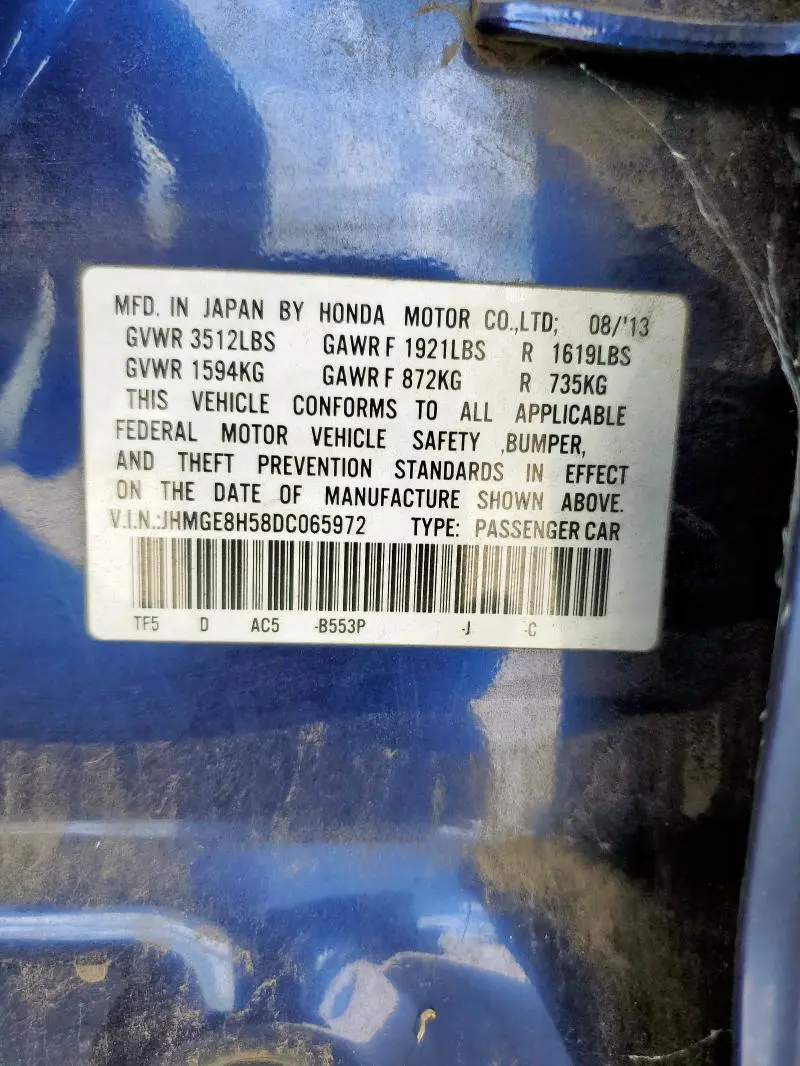 MFD. IN JAPAN BY HONDA MOTOR CO.,LTD; 08/'13
GVWR 3512LBS GAWR F 1921LBS R 1619LBS
GVWR 1594KG GAWR F 872KG R 735KG
THIS VEHICLE CONFORMS TO ALL APPLICABLE
FEDERAL MOTOR VEHICLE SAFETY ,BUMPER,
AND THEFT PREVENTION STANDARDS IN EFFECT
ON THE DATE OF MANUFACTURE SHOWN ABOVE.
V.I.N.:JHMGE8H58DC065972 TYPE: PASSENGER CAR
TF5 D AC5 -B553P -J -C